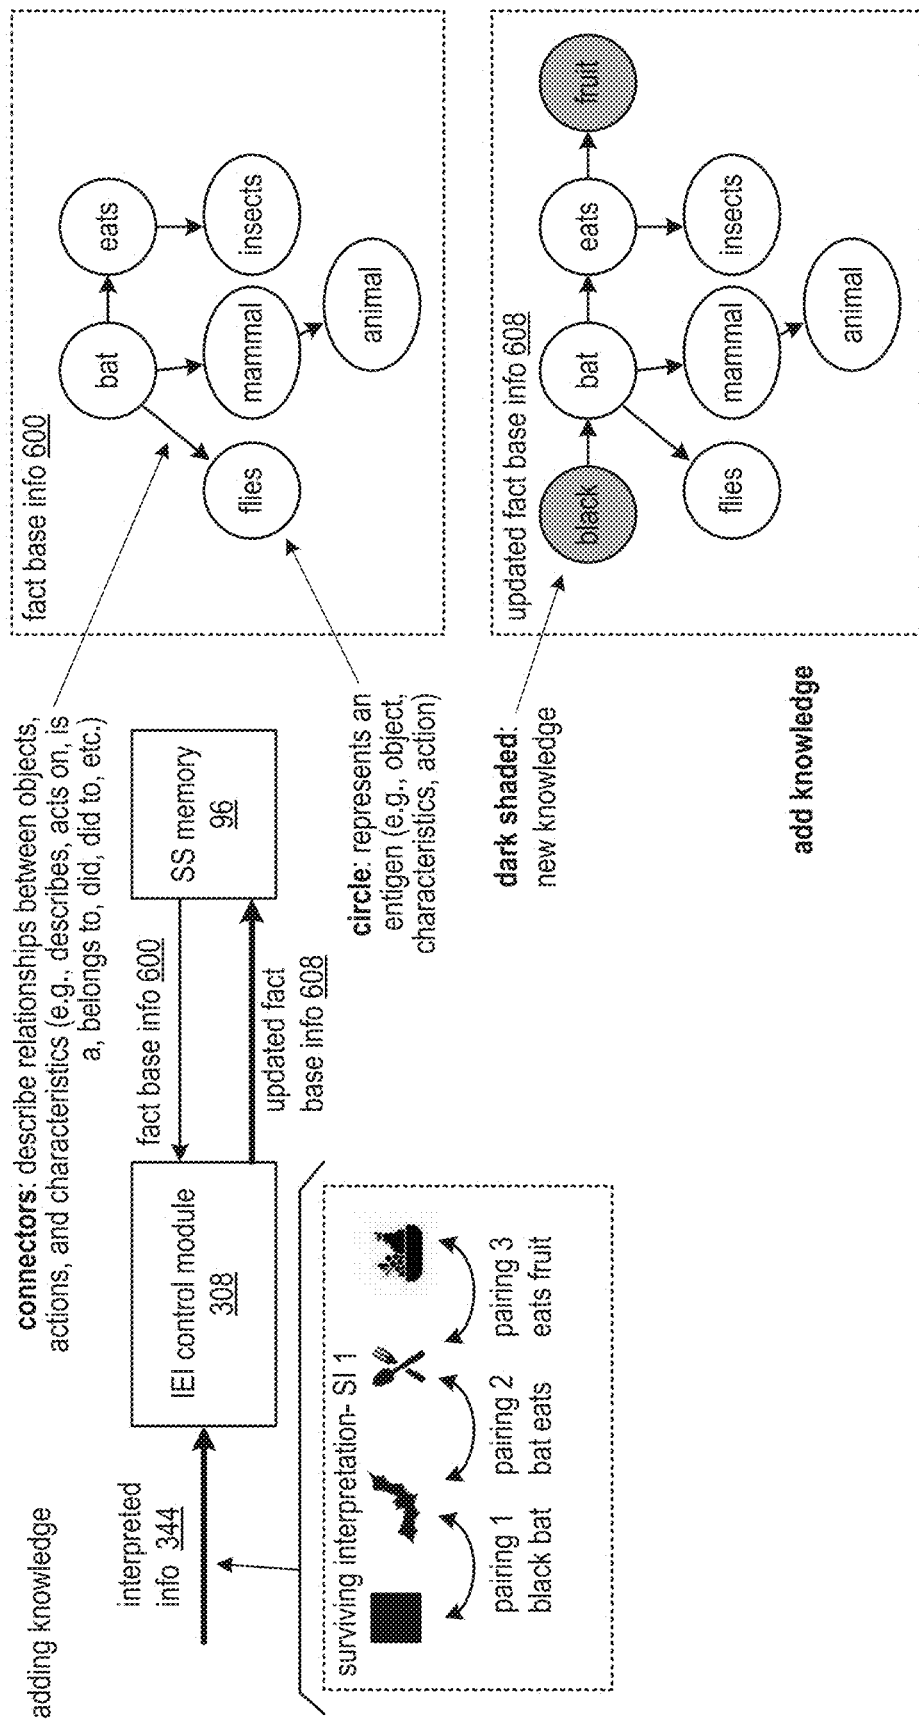 adding knowledge
connectors: describe relationships between objects,
actions, and characteristics (e.g., describes, acts on, is
a, belongs to, did, did to, etc.)
interpreted
info 344
IEI control module
308
fact base info 600
updated fact
base info 608
SS memory
96
surviving interpretation- SI 1
pairing 1
black bat
pairing 2
bat eats
pairing 3
eats fruit
circle: represents an
entigen (e.g., object,
characteristics, action)
fact base info 600
bat
eats
flies
mammal
insects
animal
dark shaded:
new knowledge
updated fact base info 608
black
bat
eats
fruit
flies
mammal
insects
animal
add knowledge